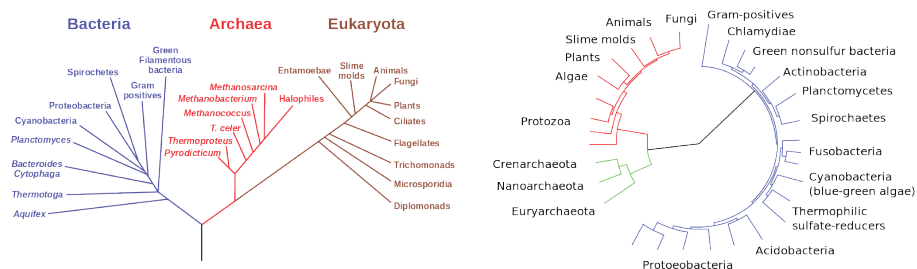 Bacteria
Archaea
Eukaryota
Green
Filamentous
bacteria
Spirochetes
Gram
positives
Proteobacteria
Cyanobacteria
Planctomyces
Bacteroides
Cytophaga
Thermotoga
Aquifex
Methanosarcina
Methanobacterium
Halophiles
Methanococcus
T. celer
Thermoproteus
Pyrodicticum
Entamoebae
Slime
molds
Animals
Fungi
Plants
Ciliates
Flagellates
Trichomonads
Microsporidia
Diplomonads
Fungi
Animals
Slime molds
Plants
Algae
Protozoa
Crenarchaeota
Nanoarchaeota
Euryarchaeota
Gram-positives
Chlamydiae
Green nonsulfur bacteria
Actinobacteria
Planctomycetes
Spirochaetes
Fusobacteria
Cyanobacteria
(blue-green algae)
Thermophilic
sulfate-reducers
Acidobacteria
Protoeobacteria